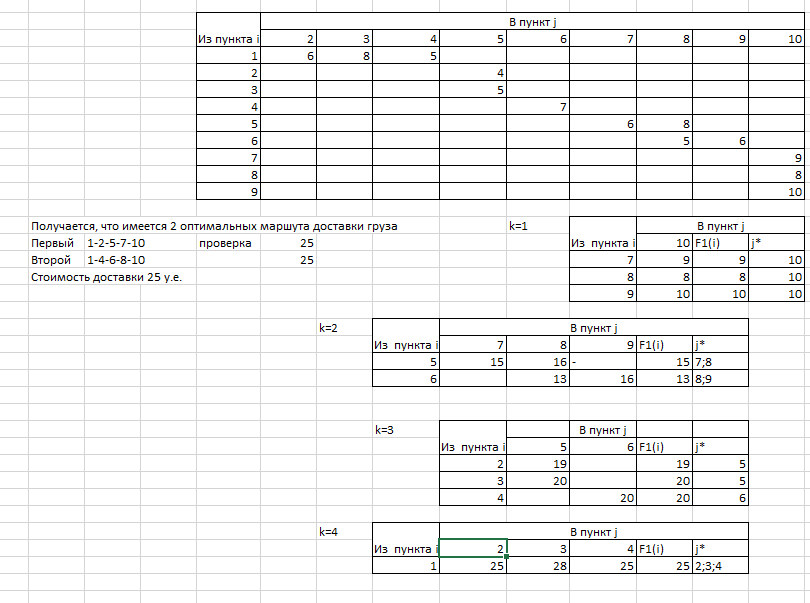 В пункт j
Из пункта i 2 3 4 5 6 7 8 9 10
1 6 8 5
2 4
3 5
4 7
5 6 8
6 5 6
7 9
8 8
9 10
Получается, что имеется 2 оптимальных маршута доставки груза k=1 В пункт j
Первый 1-2-5-7-10 проверка 25 Из пункта i 10 F1(i) j*
Второй 1-4-6-8-10 25 7 9 9 10
Стоимость доставки 25 у.е. 8 8 8 10
9 10 10 10
k=2 В пункт j
Из пункта i 7 8 9 F1(i) j*
5 15 16 - 15 7;8
6 13 16 13 8;9
k=3 В пункт j
Из пункта i 5 6 F1(i) j*
2 19 19 5
3 20 20 5
4 20 20 6
k=4 В пункт j
Из пункта i 2 3 4 F1(i) j*
1 25 28 25 25 2;3;4